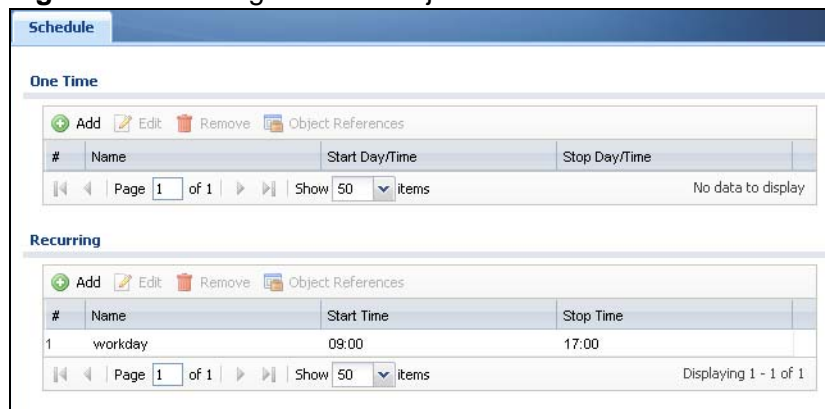 Schedule
One Time
Add Edit Remove Object References
# Name Start Day/Time Stop Day/Time
Page 1 of 1 Show 50 items No data to display
Recurring
Add Edit Remove Object References
# Name Start Time Stop Time
1 workday 09:00 17:00
Page 1 of 1 Show 50 items Displaying 1 - 1 of 1